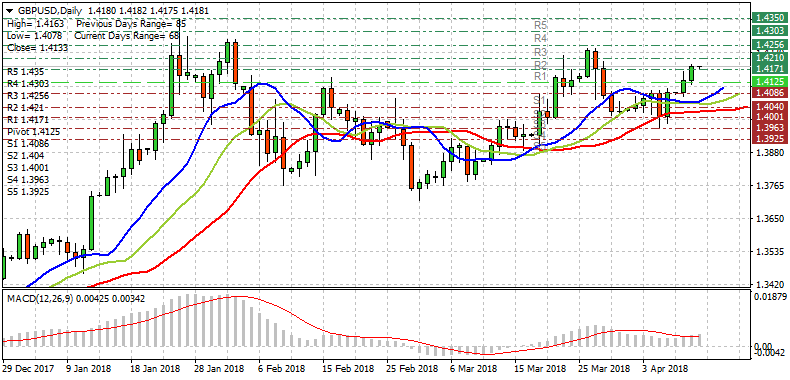 GBPUSD,Daily 1.4180 1.4182 1.4175 1.4181
High= 1.4163 Previous Days Range= 85
Low= 1.4078 Current Days Range= 68
Close= 1.4133
R5 1.435
R4 1.4303
R3 1.4256
R2 1.421
R1 1.4171
Pivot 1.4125
S1 1.4086
S2 1.404
S3 1.4001
S4 1.3963
S5 1.3925
R5
R4
R3
R2
R1
S1
1.4350
1.4303
1.4256
1.4210
1.4171
1.4125
1.4086
1.4040
1.4001
1.3963
1.3925
1.3880
1.3765
1.3650
1.3535
1.3420
MACD(12,26,9) 0.00425 0.00342
0.01879
0.00
-0.0042
29 Dec 2017 9 Jan 2018 18 Jan 2018 28 Jan 2018 6 Feb 2018 15 Feb 2018 25 Feb 2018 6 Mar 2018 15 Mar 2018 25 Mar 2018 3 Apr 2018